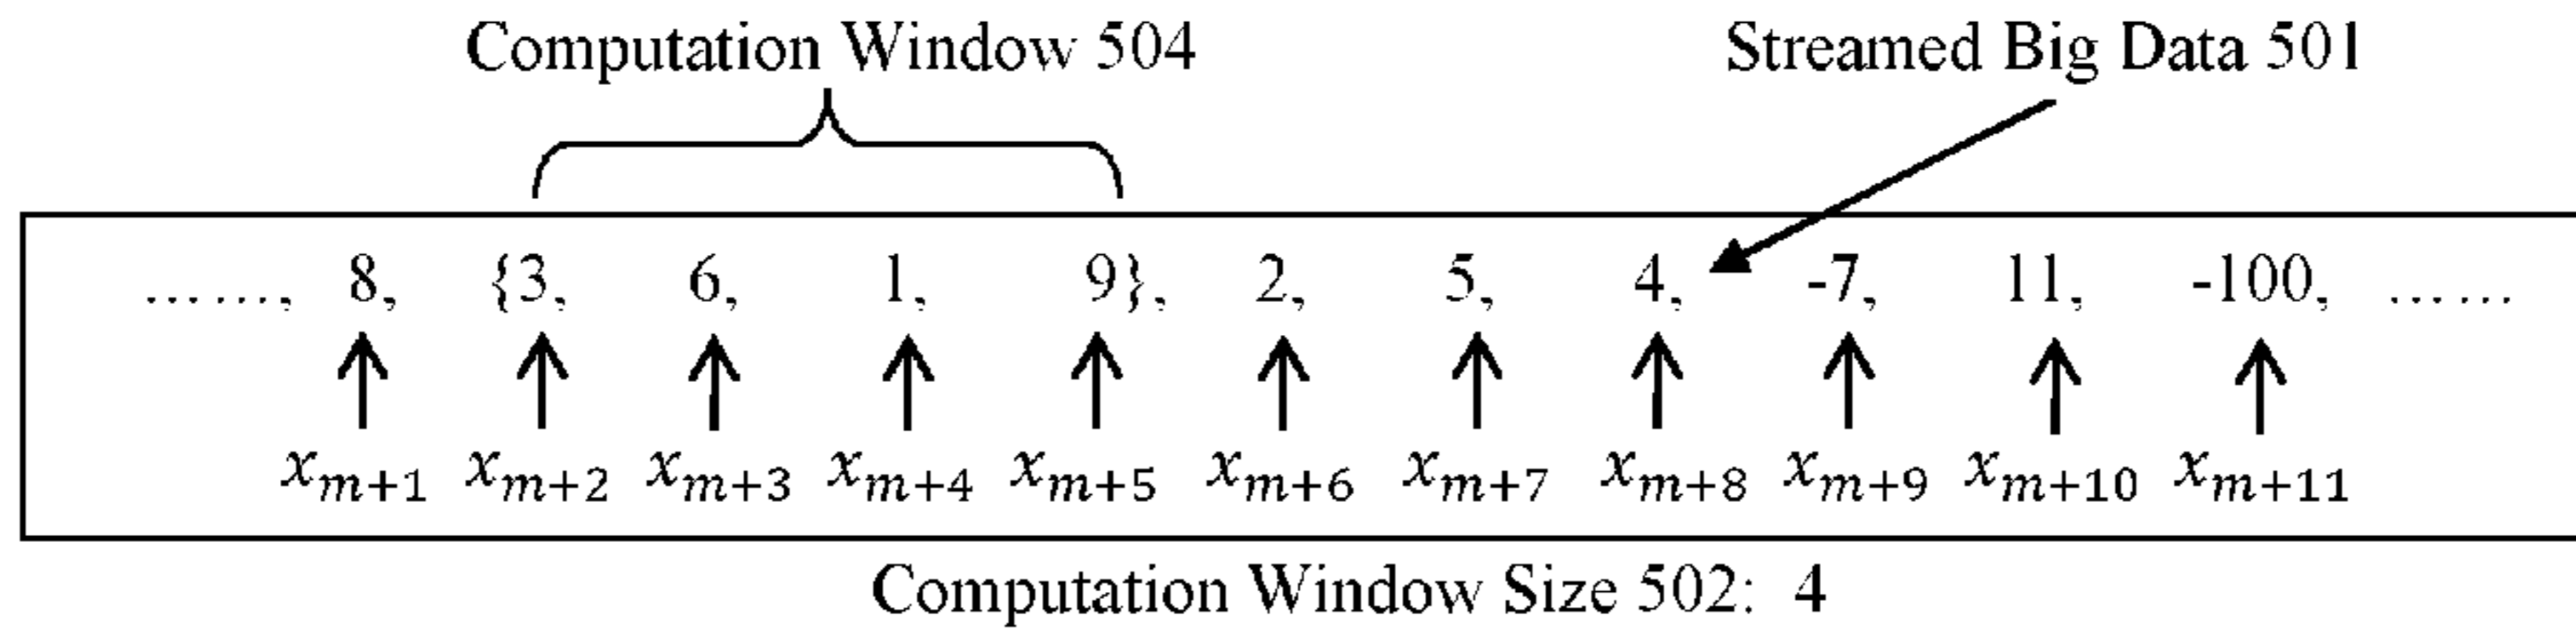 Computation Window 504 Streamed Big Data 501
……, 8, {3, 6, 1, 9}, 2, 5, 4, -7, 11, -100, ……
x_{m+1} x_{m+2} x_{m+3} x_{m+4} x_{m+5} x_{m+6} x_{m+7} x_{m+8} x_{m+9} x_{m+10} x_{m+11}
Computation Window Size 502: 4